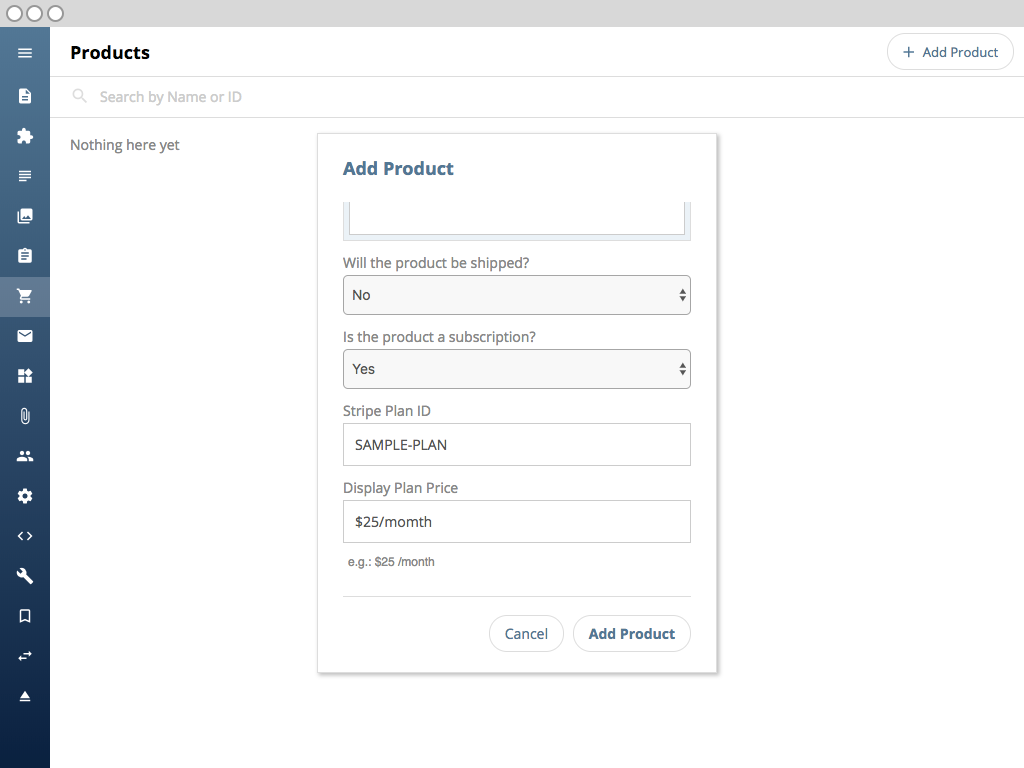 Products
+ Add Product
Search by Name or ID
Nothing here yet
Add Product
Will the product be shipped?
No
Is the product a subscription?
Yes
Stripe Plan ID
SAMPLE-PLAN
Display Plan Price
$25/momth
e.g.: $25 /month
Cancel
Add Product